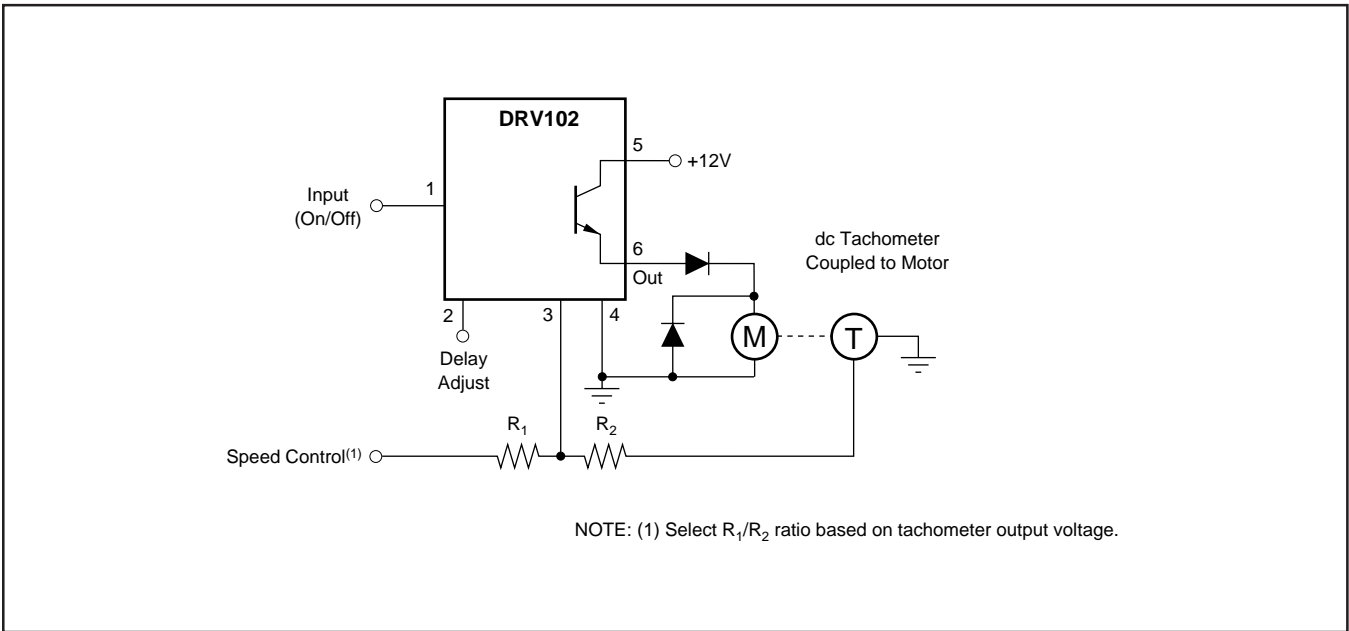 DRV102
5
+12V
1
Input
(On/Off)
6
Out
dc Tachometer
Coupled to Motor
2
3
4
M
T
Delay
Adjust
R1
R2
Speed Control(1)
NOTE: (1) Select R1/R2 ratio based on tachometer output voltage.